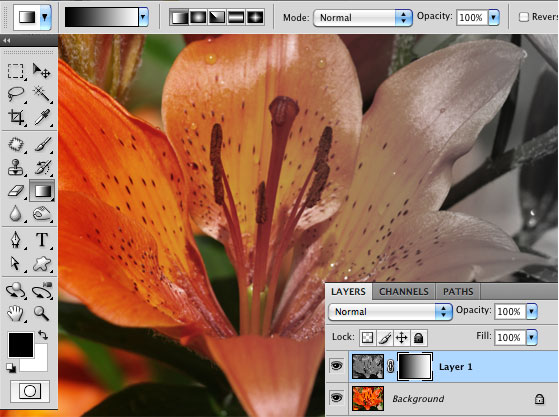 Mode: Normal Opacity: 100% Revers
T
LAYERS CHANNELS PATHS
Normal Opacity: 100%
Lock: Fill: 100%
Layer 1
Background